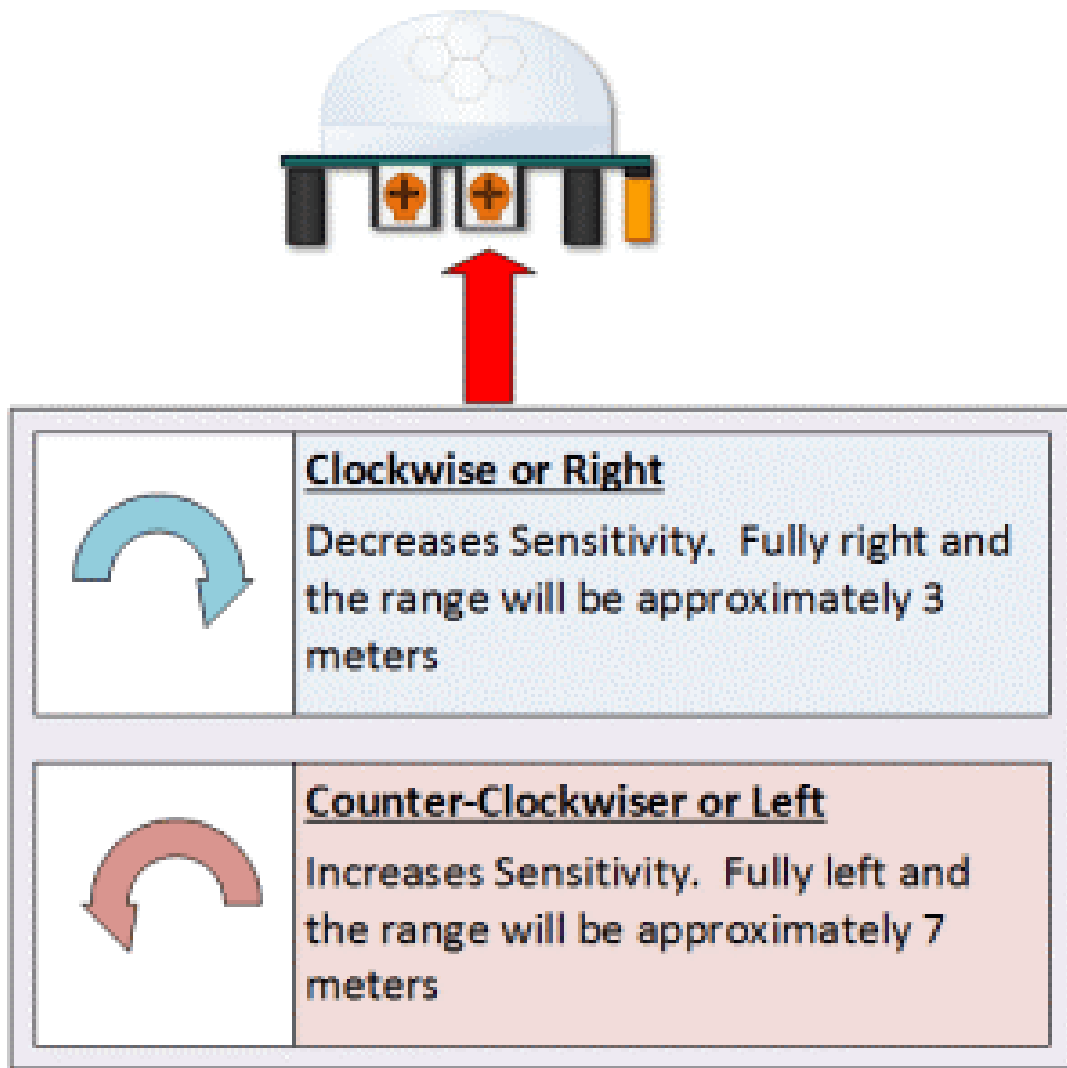 Clockwise or Right
Decreases Sensitivity. Fully right and
the range will be approximately 3
meters
Counter-Clockwiser or Left
Increases Sensitivity. Fully left and
the range will be approximately 7
meters